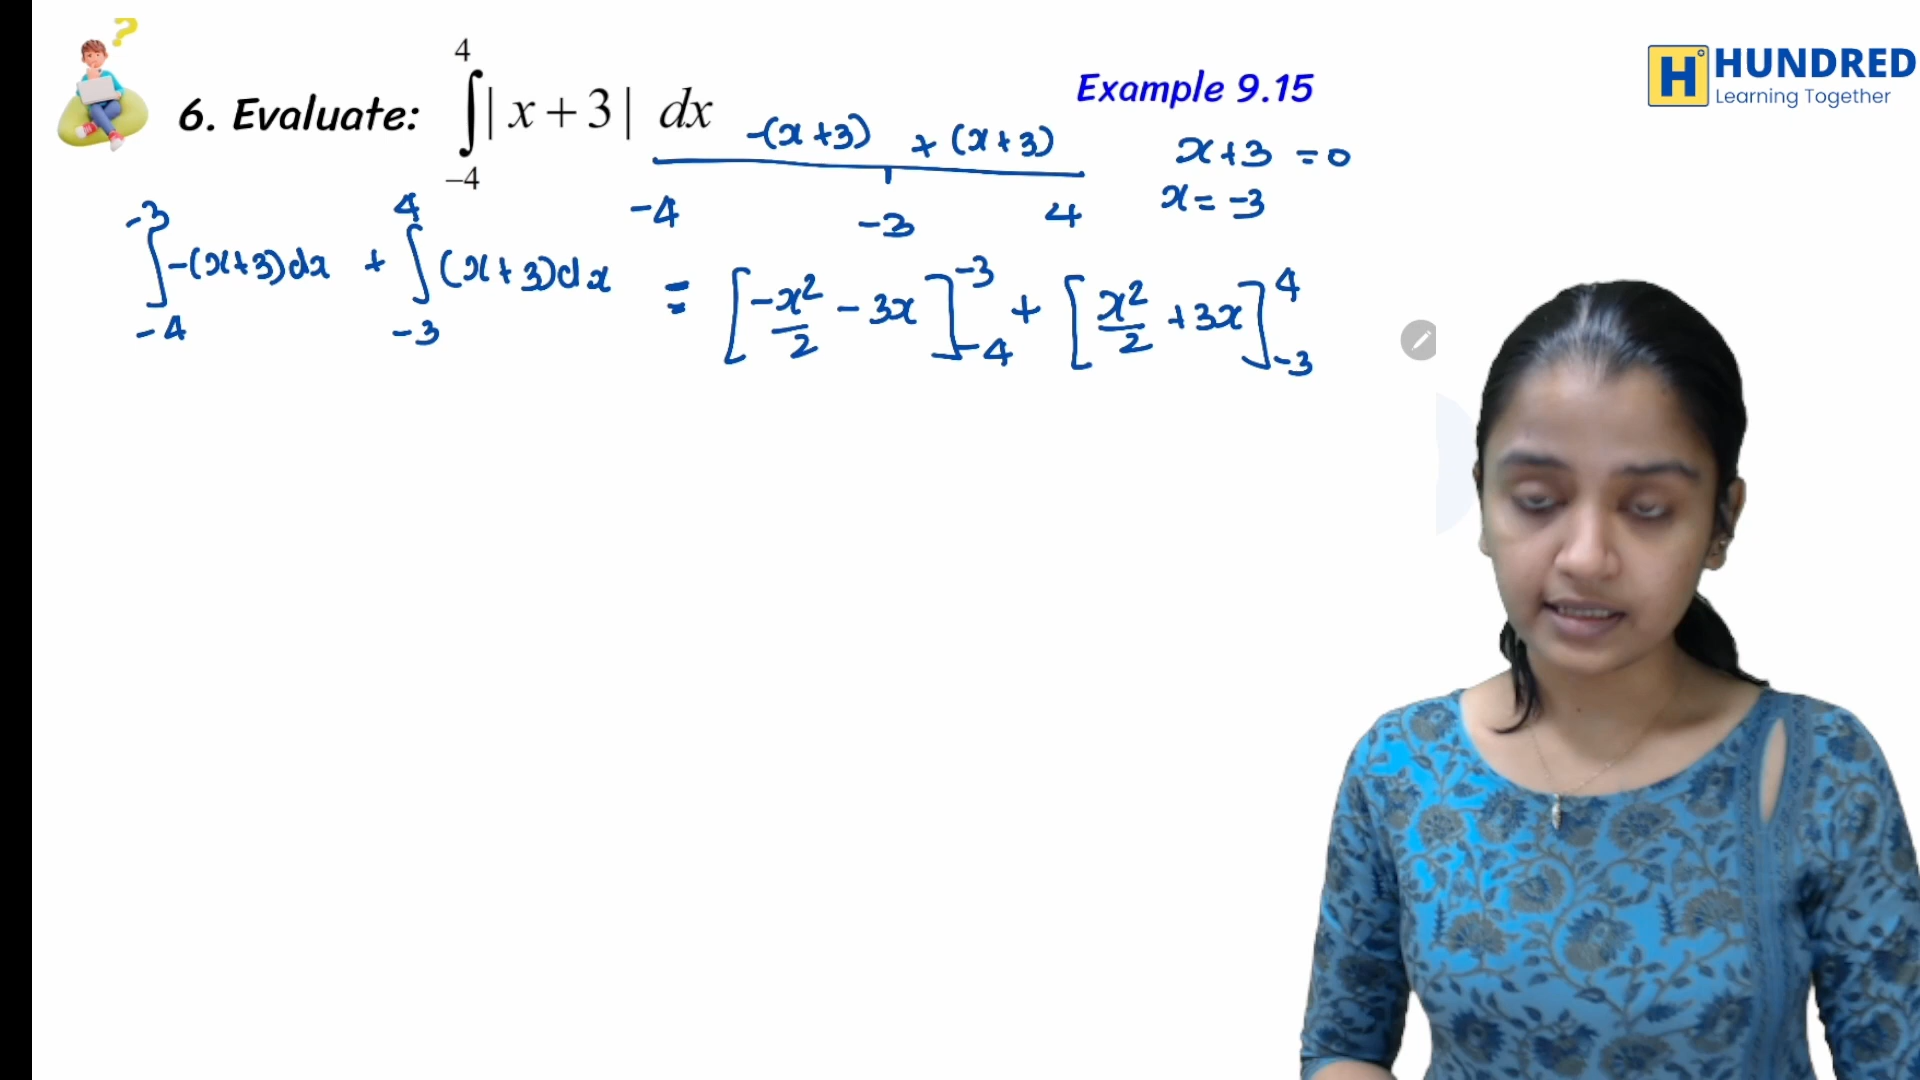 HUNDRED
Learning Together
Example 9.15
6. Evaluate: ∫_{−4}^{4} | x + 3 | dx
-(x+3) +(x+3)
-4 -3 4
x+3 = 0
x = -3
∫_{-4}^{-3} -(x+3)dx + ∫_{-3}^{4} (x+3)dx = [-x²/2 - 3x]_{-4}^{-3} + [x²/2 + 3x]_{-3}^{4}